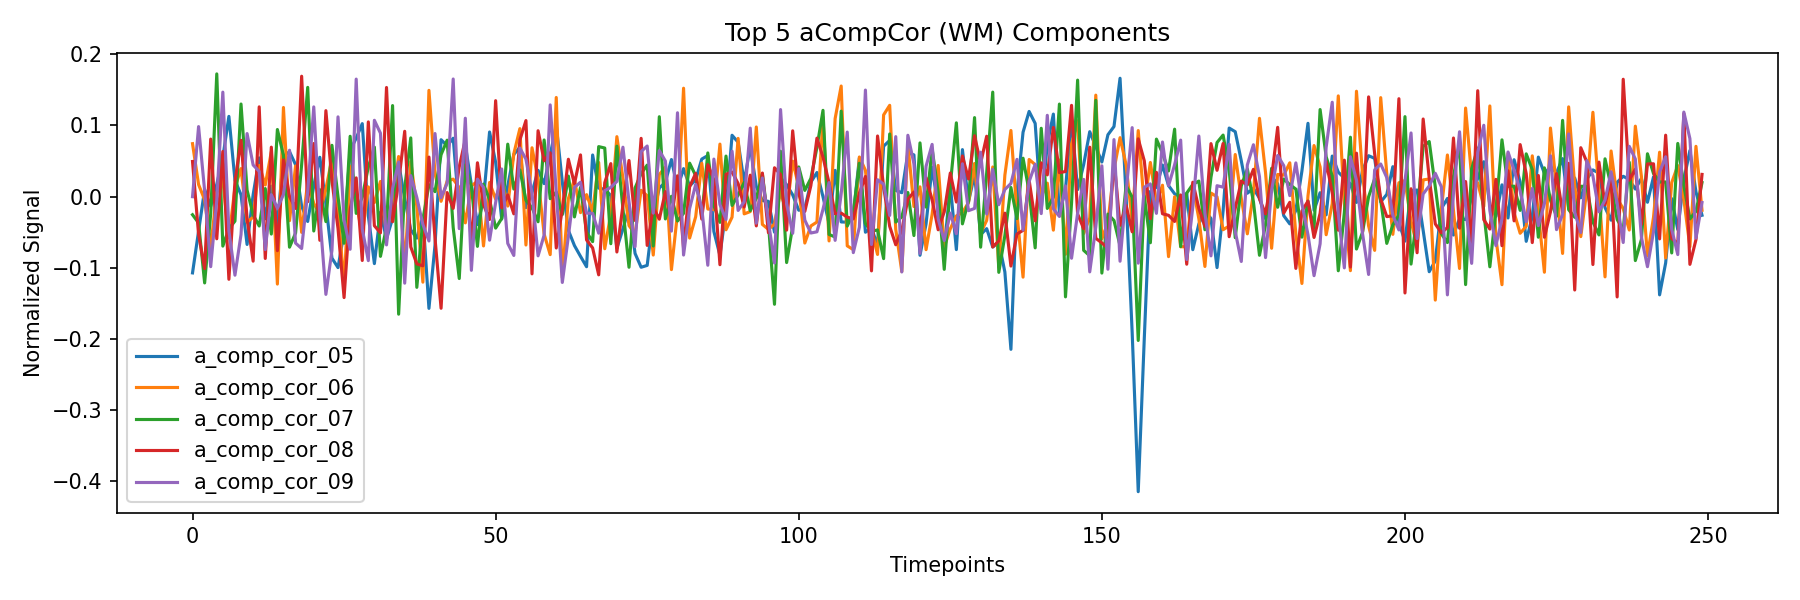 Top 5 aCompCor (WM) Components
Normalized Signal
0.2
0.1
0.0
−0.1
−0.2
−0.3
−0.4
a_comp_cor_05
a_comp_cor_06
a_comp_cor_07
a_comp_cor_08
a_comp_cor_09
0 50 100 150 200 250
Timepoints